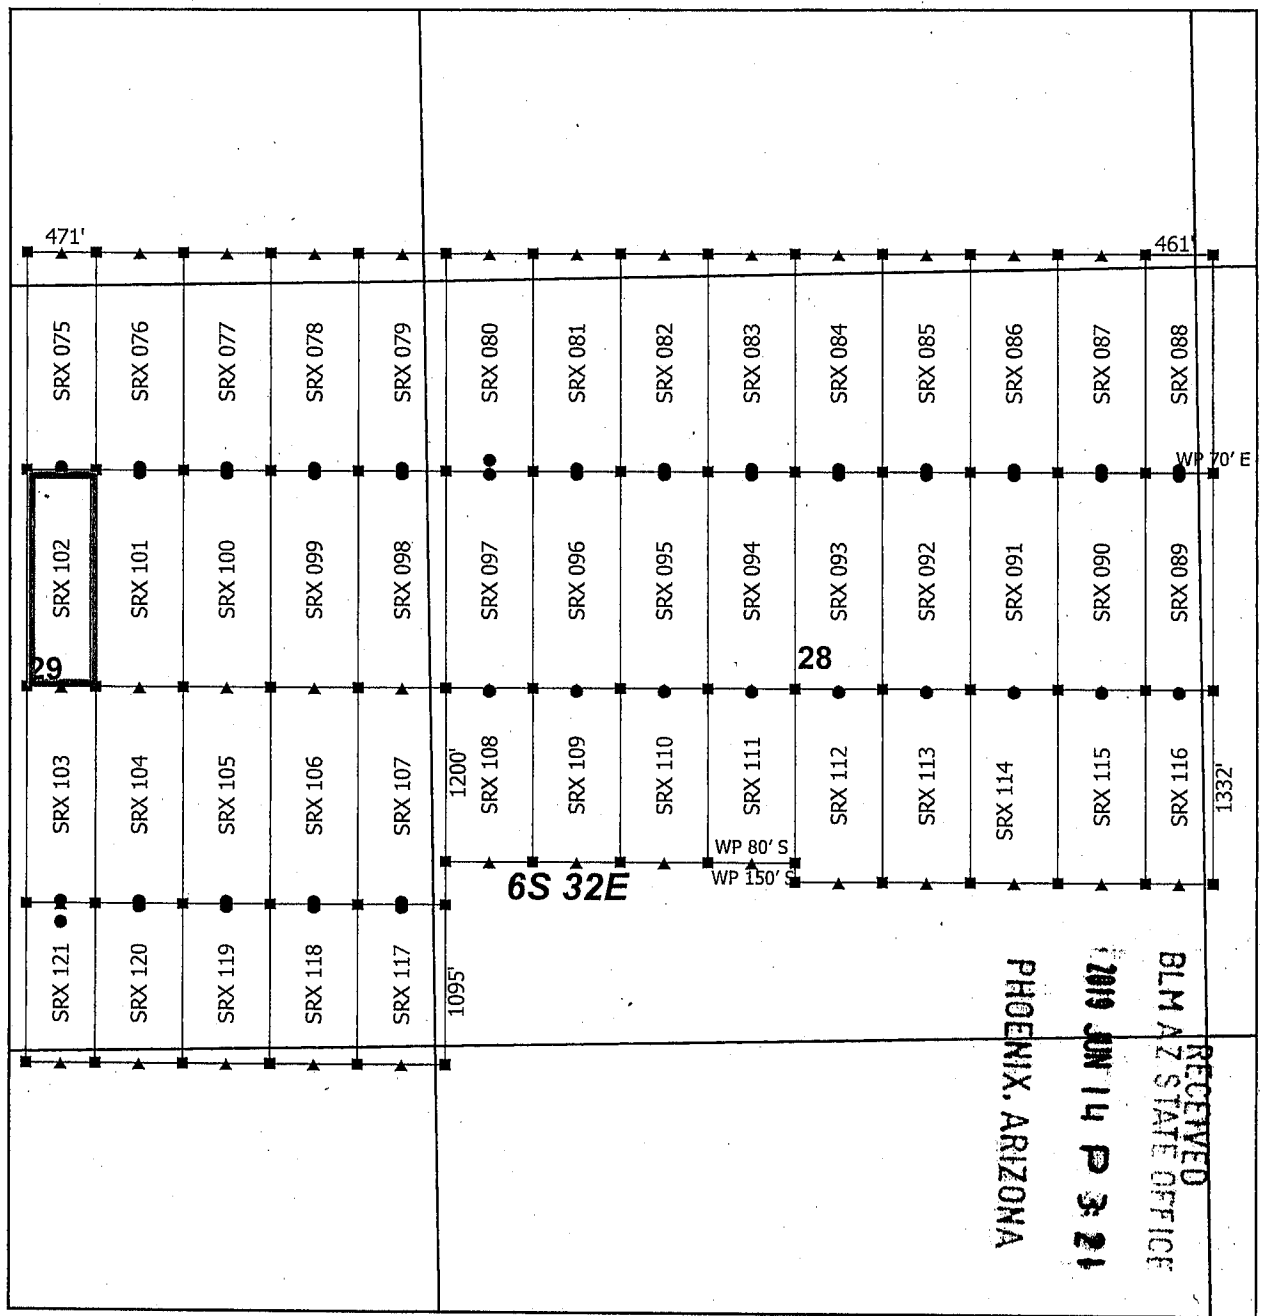 471'
461'
SRX 075
SRX 076
SRX 077
SRX 078
SRX 079
SRX 080
SRX 081
SRX 082
SRX 083
SRX 084
SRX 085
SRX 086
SRX 087
SRX 088
WP 70' E
SRX 102
SRX 101
SRX 100
SRX 099
SRX 098
SRX 097
SRX 096
SRX 095
SRX 094
SRX 093
SRX 092
SRX 091
SRX 090
SRX 089
29
28
SRX 103
SRX 104
SRX 105
SRX 106
SRX 107
1200'
SRX 108
SRX 109
SRX 110
SRX 111
SRX 112
SRX 113
SRX 114
SRX 115
SRX 116
1332'
WP 80' S
WP 150' S
6S 32E
SRX 121
SRX 120
SRX 119
SRX 118
SRX 117
1095'
RECEIVED
BLM AZ STATE OFFICE
2019 JUN 14 P 3:21
PHOENIX, ARIZONA